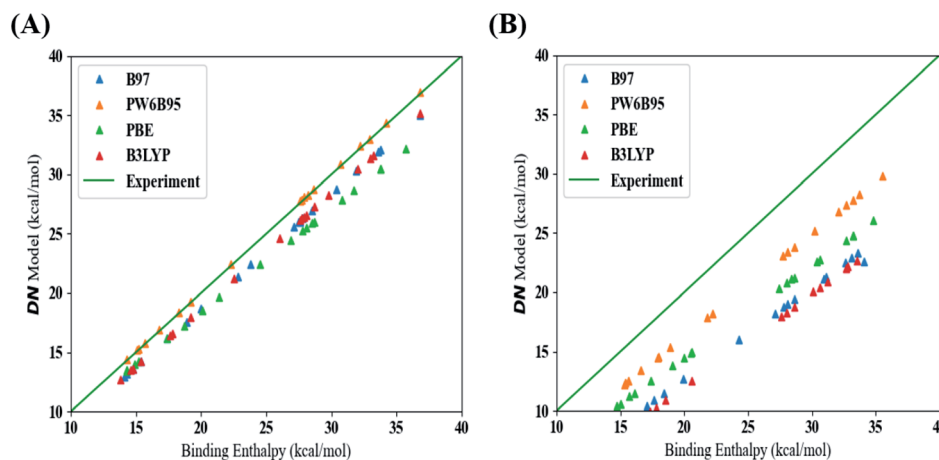 (A)
40
35
30
25
20
15
10
DN Model (kcal/mol)
B97
PW6B95
PBE
B3LYP
Experiment
10 15 20 25 30 35 40
Binding Enthalpy (kcal/mol)
(B)
40
35
30
25
20
15
10
DN Model (kcal/mol)
B97
PW6B95
PBE
B3LYP
Experiment
10 15 20 25 30 35 40
Binding Enthalpy (kcal/mol)